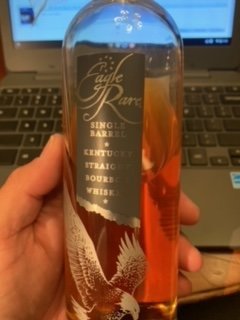 Eagle
Rare
SINGLE
BARREL
KENTUCKY
STRAIGHT
BOURBON
WHISKEY